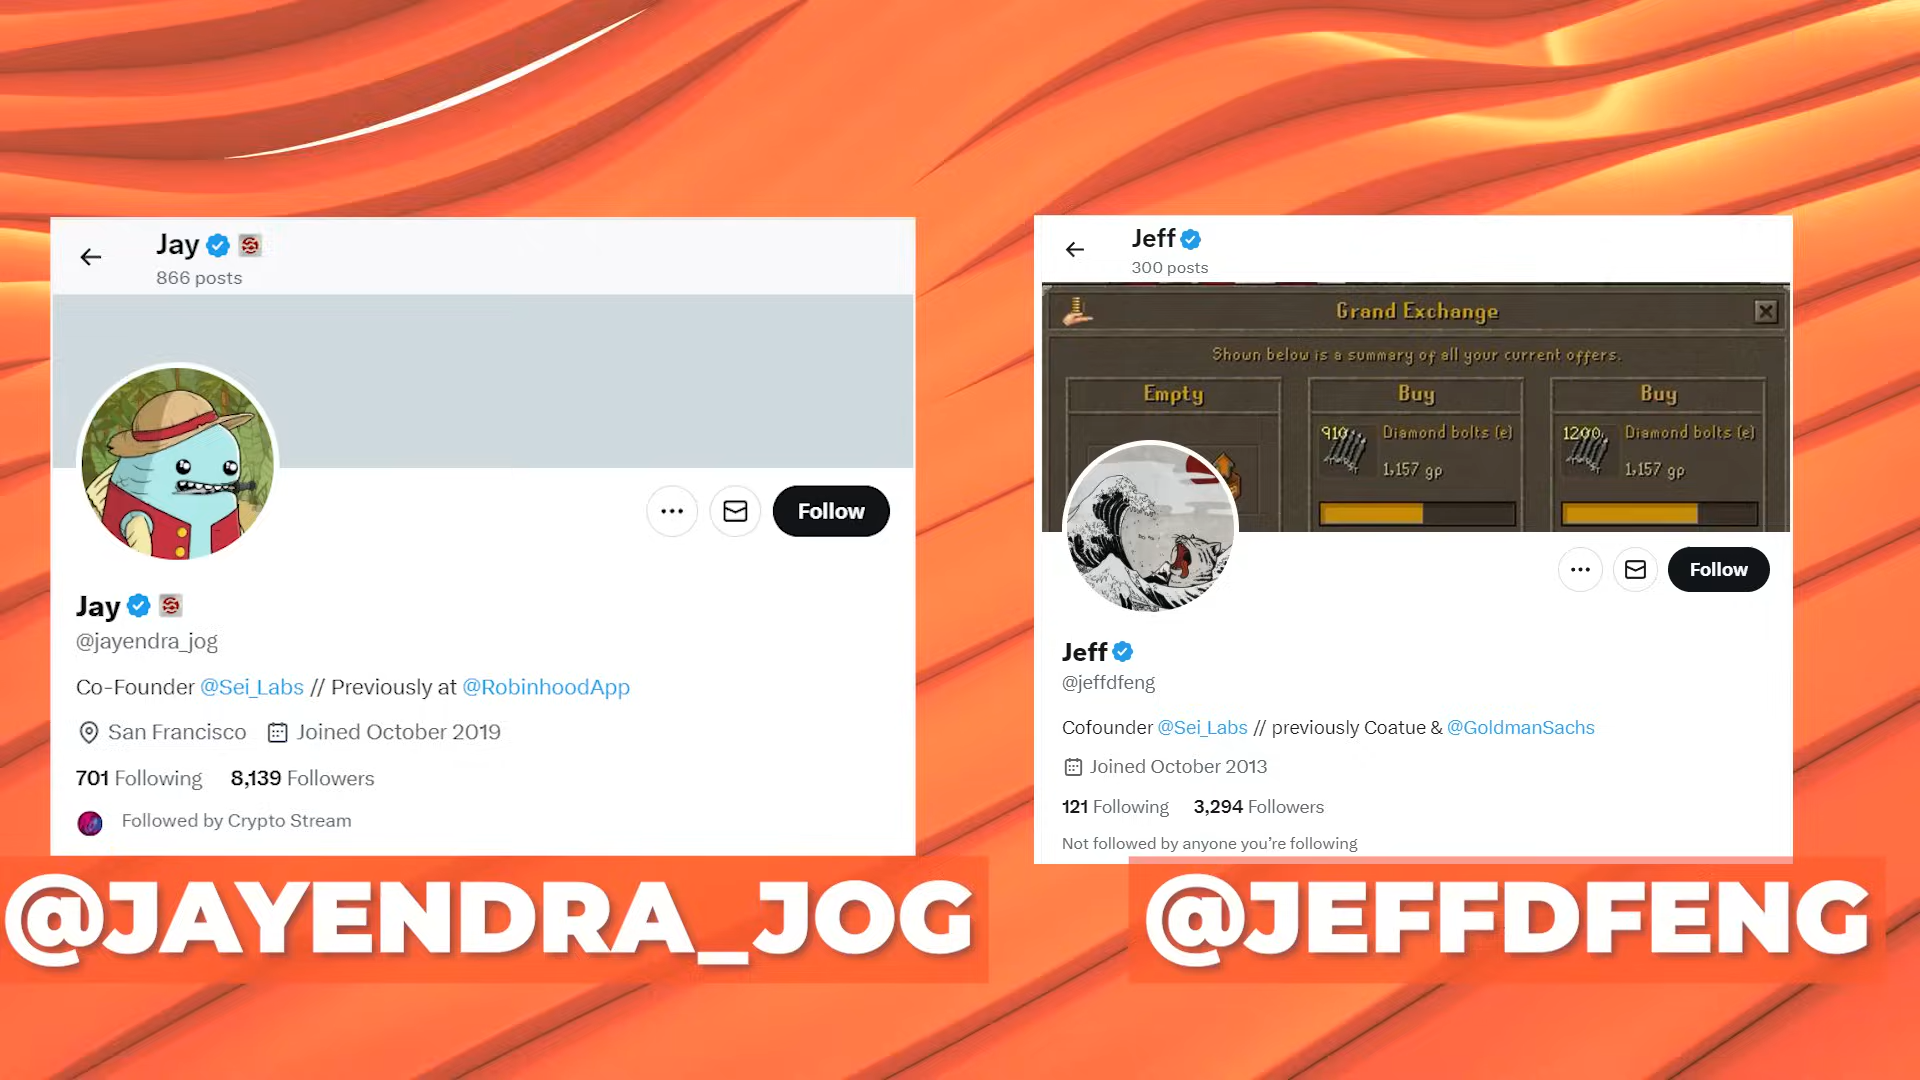 Jay
866 posts
Follow
Jay
@jayendra_jog
Co-Founder @Sei_Labs // Previously at @RobinhoodApp
San Francisco Joined October 2019
701 Following 8,139 Followers
Followed by Crypto Stream
@JAYENDRA_JOG
Jeff
300 posts
Grand Exchange
Shown below is a summary of all your current offers.
Empty Buy Buy
910 Diamond bolts (e) 1200 Diamond bolts (e)
1,157 gp 1,157 gp
Follow
Jeff
@jeffdfeng
Cofounder @Sei_Labs // previously Coatue & @GoldmanSachs
Joined October 2013
121 Following 3,294 Followers
Not followed by anyone you’re following
@JEFFDFENG